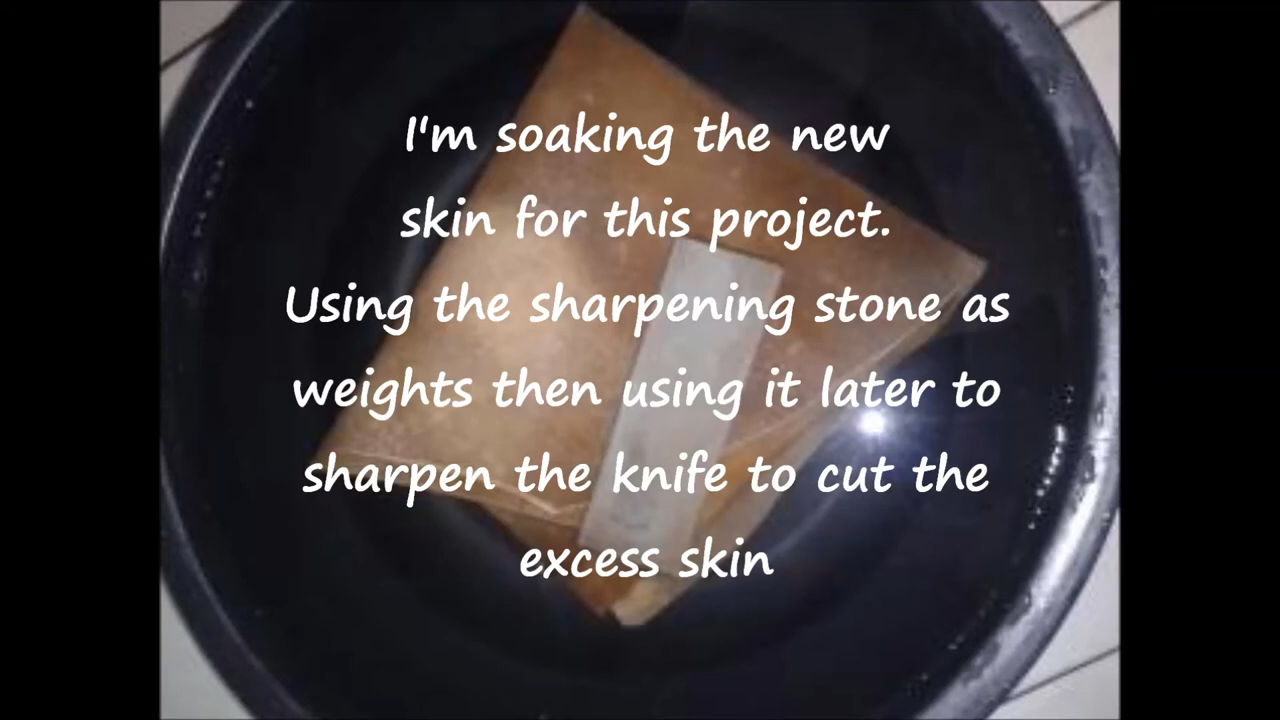 I'm soaking the new
skin for this project.
Using the sharpening stone as
weights then using it later to
sharpen the knife to cut the
excess skin